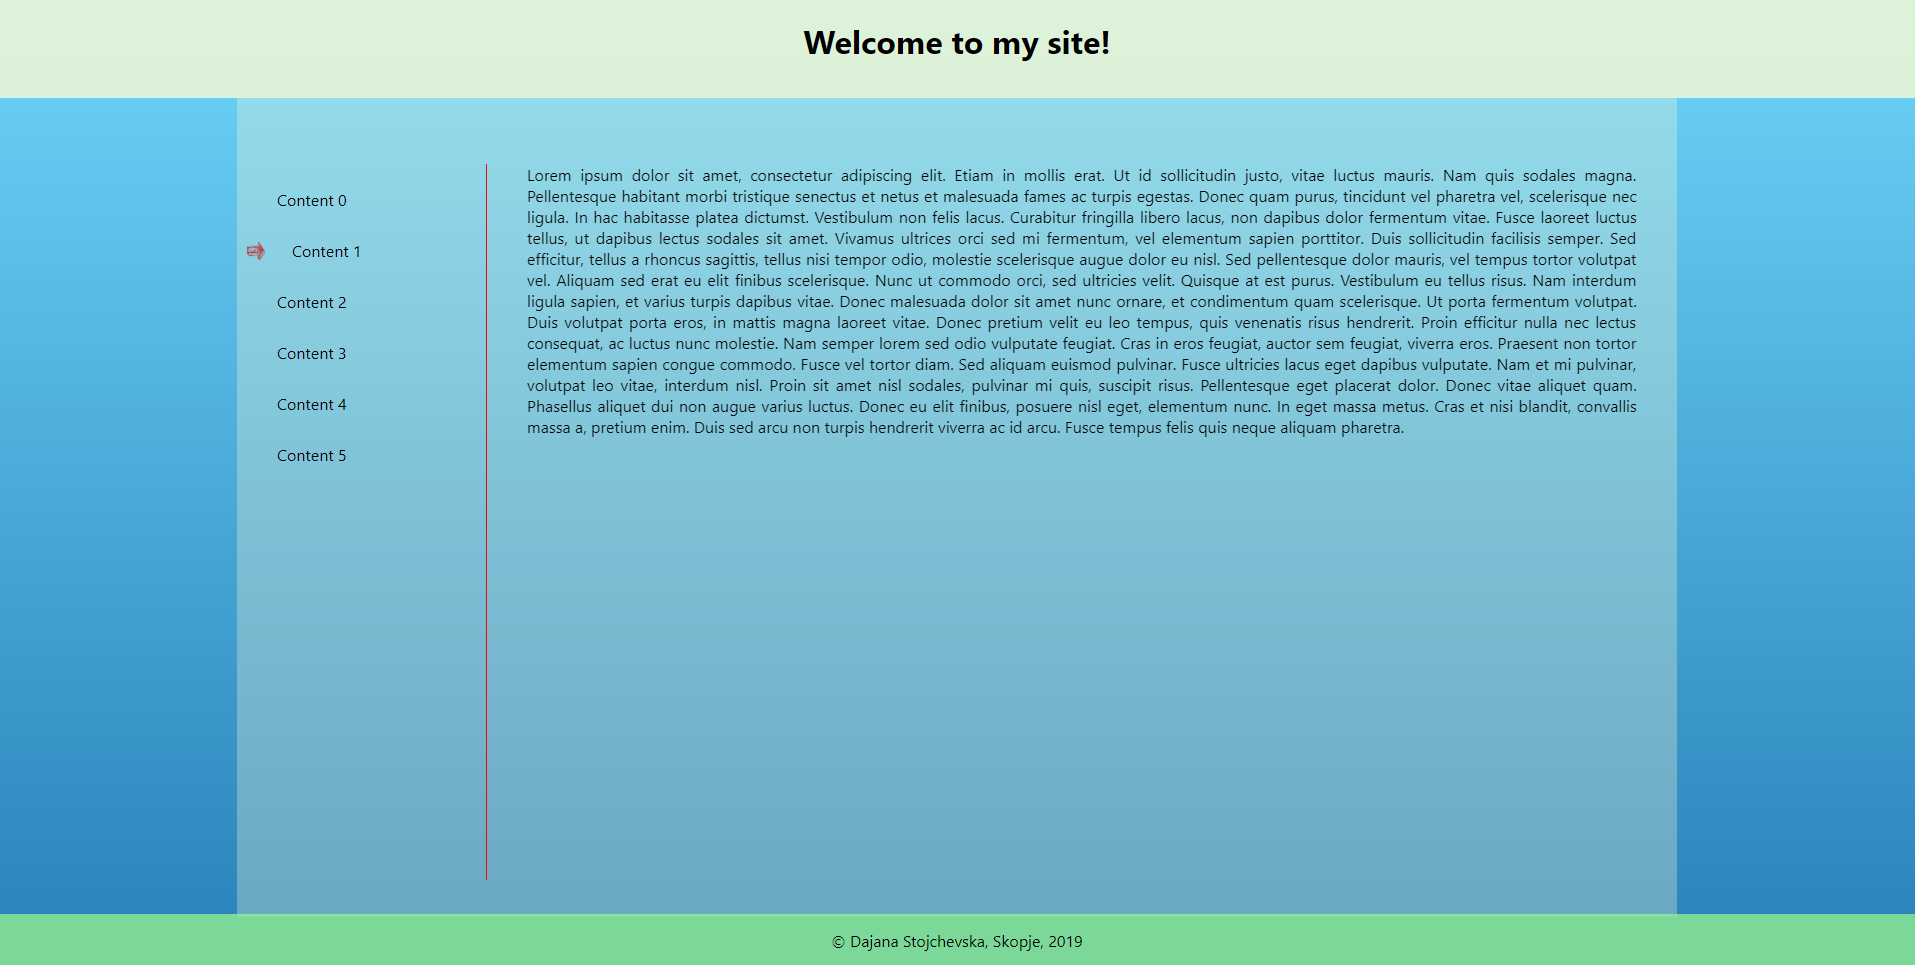 Welcome to my site!
Content 0
Content 1
Content 2
Content 3
Content 4
Content 5
Lorem ipsum dolor sit amet, consectetur adipiscing elit. Etiam in mollis erat. Ut id sollicitudin justo, vitae luctus mauris. Nam quis sodales magna.
Pellentesque habitant morbi tristique senectus et netus et malesuada fames ac turpis egestas. Donec quam purus, tincidunt vel pharetra vel, scelerisque nec
ligula. In hac habitasse platea dictumst. Vestibulum non felis lacus. Curabitur fringilla libero lacus, non dapibus dolor fermentum vitae. Fusce laoreet luctus
tellus, ut dapibus lectus sodales sit amet. Vivamus ultrices orci sed mi fermentum, vel elementum sapien porttitor. Duis sollicitudin facilisis semper. Sed
efficitur, tellus a rhoncus sagittis, tellus nisi tempor odio, molestie scelerisque augue dolor eu nisl. Sed pellentesque dolor mauris, vel tempus tortor volutpat
vel. Aliquam sed erat eu elit finibus scelerisque. Nunc ut commodo orci, sed ultricies velit. Quisque at est purus. Vestibulum eu tellus risus. Nam interdum
ligula sapien, et varius turpis dapibus vitae. Donec malesuada dolor sit amet nunc ornare, et condimentum quam scelerisque. Ut porta fermentum volutpat.
Duis volutpat porta eros, in mattis magna laoreet vitae. Donec pretium velit eu leo tempus, quis venenatis risus hendrerit. Proin efficitur nulla nec lectus
consequat, ac luctus nunc molestie. Nam semper lorem sed odio vulputate feugiat. Cras in eros feugiat, auctor sem feugiat, viverra eros. Praesent non tortor
elementum sapien congue commodo. Fusce vel tortor diam. Sed aliquam euismod pulvinar. Fusce ultricies lacus eget dapibus vulputate. Nam et mi pulvinar,
volutpat leo vitae, interdum nisl. Proin sit amet nisl sodales, pulvinar mi quis, suscipit risus. Pellentesque eget placerat dolor. Donec vitae aliquet quam.
Phasellus aliquet dui non augue varius luctus. Donec eu elit finibus, posuere nisl eget, elementum nunc. In eget massa metus. Cras et nisi blandit, convallis
massa a, pretium enim. Duis sed arcu non turpis hendrerit viverra ac id arcu. Fusce tempus felis quis neque aliquam pharetra.
© Dajana Stojchevska, Skopje, 2019